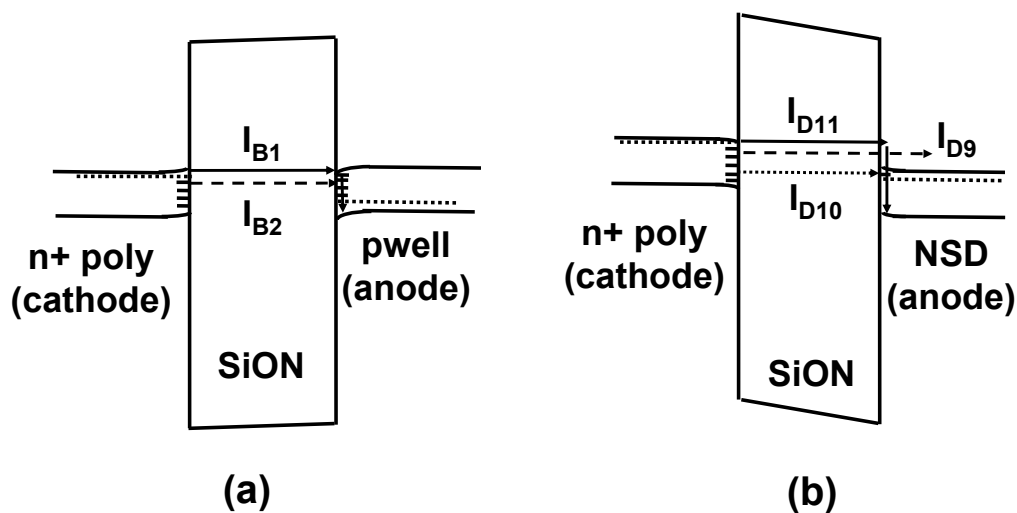 I_B1
I_B2
n+ poly
(cathode)
pwell
(anode)
SiON
(a)
I_D11
I_D9
I_D10
n+ poly
(cathode)
NSD
(anode)
SiON
(b)